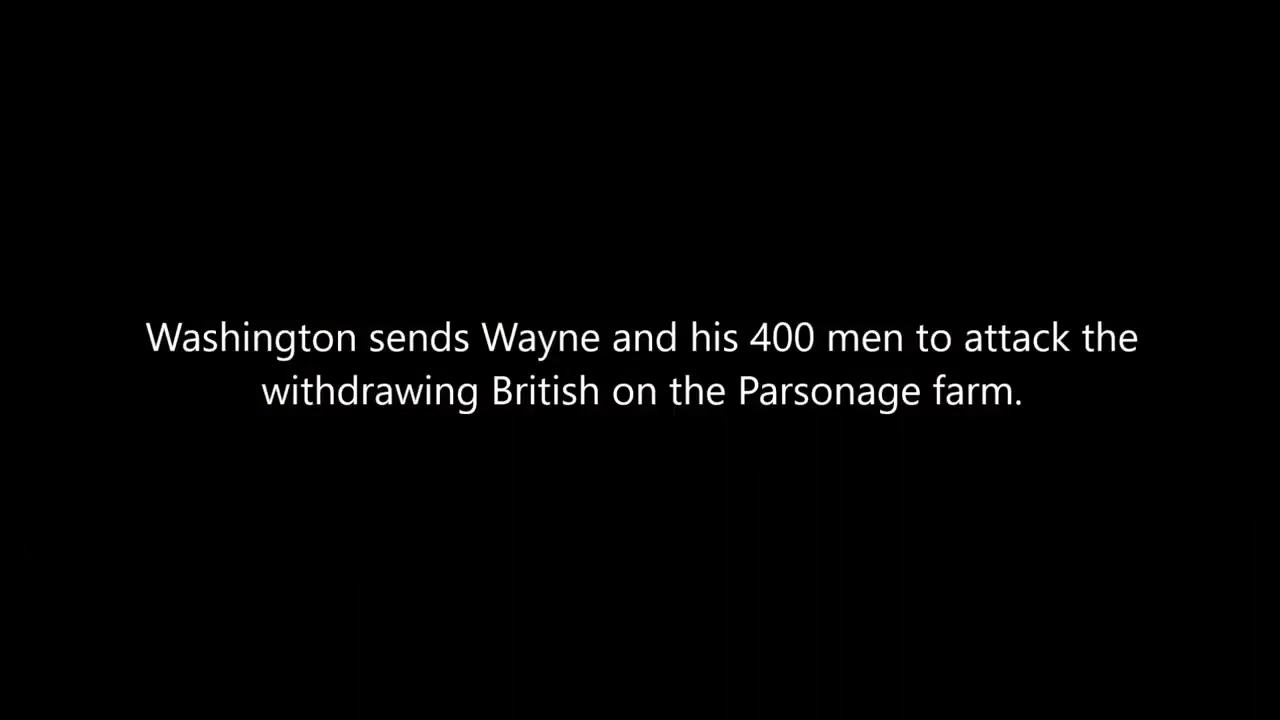 Washington sends Wayne and his 400 men to attack the
withdrawing British on the Parsonage farm.